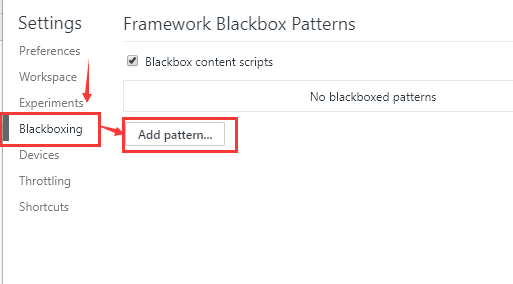 Settings
Preferences
Workspace
Experiments
Blackboxing
Devices
Throttling
Shortcuts
Framework Blackbox Patterns
Blackbox content scripts
No blackboxed patterns
Add pattern...